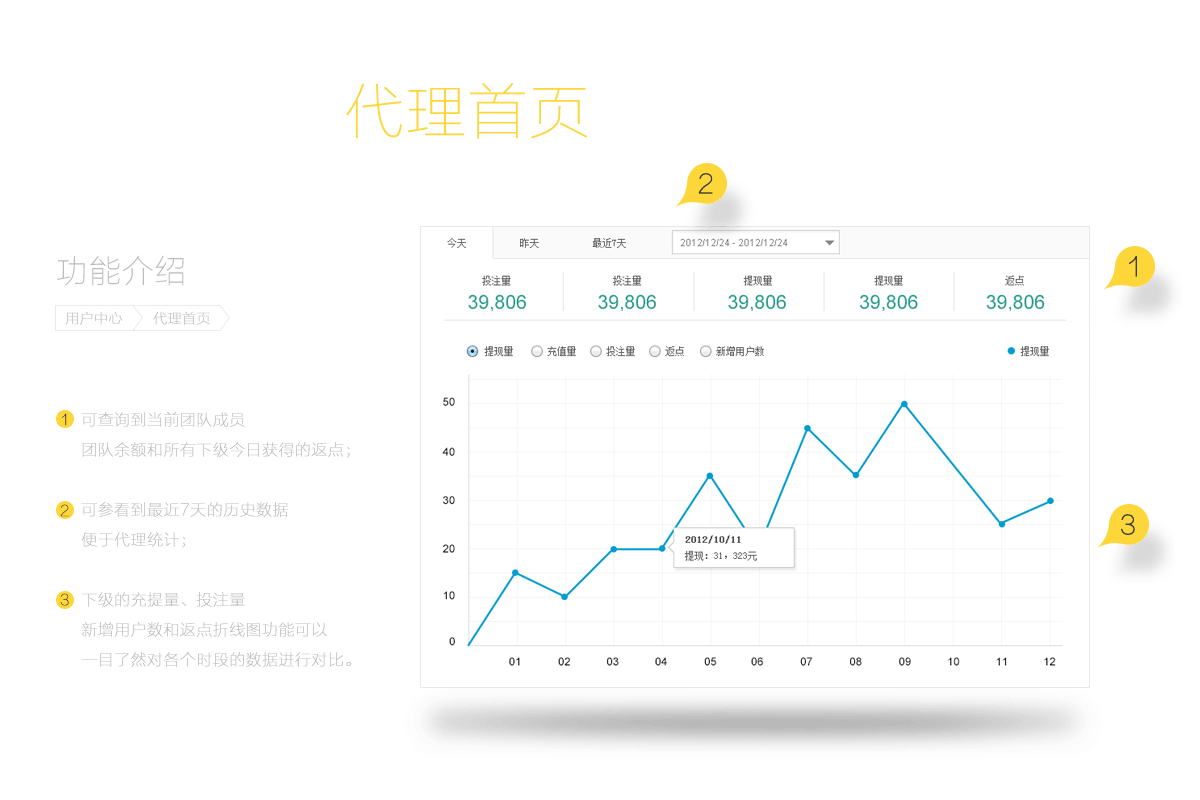 代理首页
2
今天
昨天
最近7天
2012/12/24 - 2012/12/24
1
功能介绍
用户中心
代理首页
投注量
投注量
提现量
提现量
返点
39,806
39,806
39,806
39,806
39,806
提现量
充值量
投注量
返点
新增用户数
提现量
1 可查询到当前团队成员
团队余额和所有下级今日获得的返点;
2 可参看到最近7天的历史数据
便于代理统计;
3 下级的充提量、投注量
新增用户数和返点折线图功能可以
一目了然对各个时段的数据进行对比。
50
40
30
20
10
0
2012/10/11
提现: 31, 323元
3
01
02
03
04
05
06
07
08
09
10
11
12